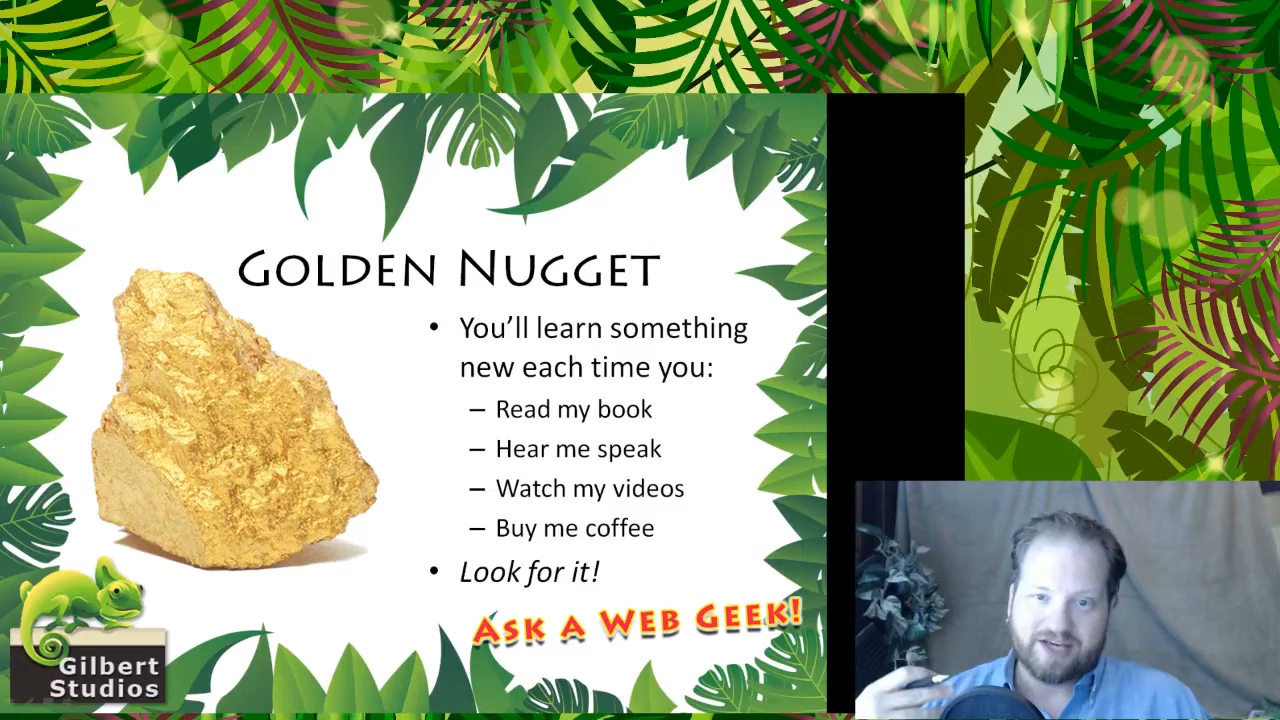 Golden Nugget
• You’ll learn something
new each time you:
– Read my book
– Hear me speak
– Watch my videos
– Buy me coffee
• Look for it!
Ask a Web Geek!
Gilbert
Studios